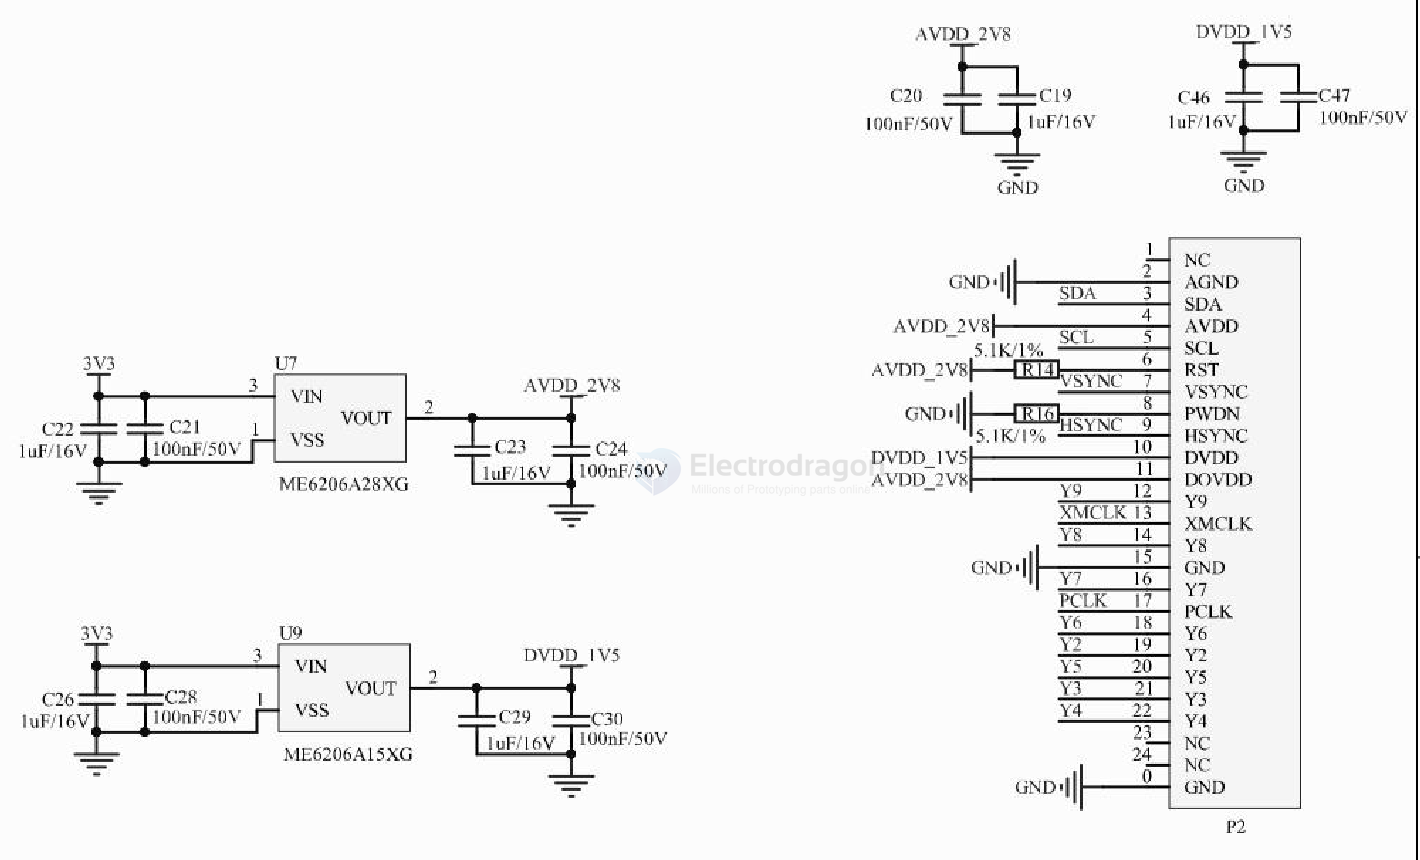 AVDD_2V8
C20
100nF/50V
C19
1uF/16V
GND
DVDD_1V5
C46
1uF/16V
C47
100nF/50V
GND
3V3
C22
1uF/16V
C21
100nF/50V
U7
3 VIN
1 VSS
VOUT 2
ME6206A28XG
AVDD_2V8
C23
1uF/16V
C24
100nF/50V
3V3
C26
1uF/16V
C28
100nF/50V
U9
3 VIN
1 VSS
VOUT 2
ME6206A15XG
DVDD_1V5
C29
1uF/16V
C30
100nF/50V
Electrodragon
Millions of Prototyping parts online
1 NC
GND 2 AGND
SDA 3 SDA
AVDD_2V8 4 AVDD
SCL 5 SCL
5.1K/1%
AVDD_2V8 R14 6 RST
VSYNC 7 VSYNC
GND R16 8 PWDN
5.1K/1%
HSYNC 9 HSYNC
DVDD_1V5 10 DVDD
AVDD_2V8 11 DOVDD
Y9 12 Y9
XMCLK 13 XMCLK
Y8 14 Y8
GND 15 GND
Y7 16 Y7
PCLK 17 PCLK
Y6 18 Y6
Y2 19 Y2
Y5 20 Y5
Y3 21 Y3
Y4 22 Y4
23 NC
24 NC
GND 0 GND
P2